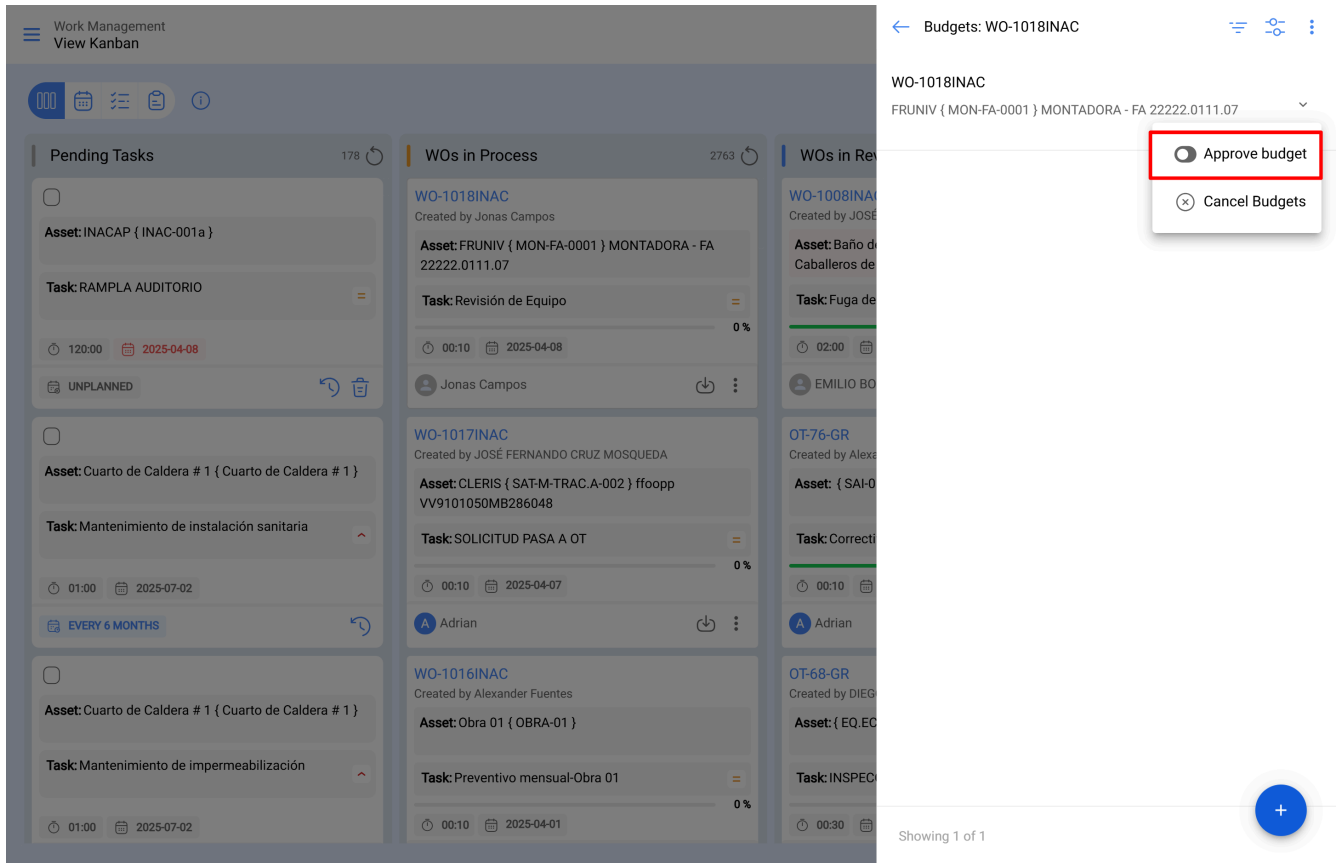 Work Management
View Kanban
Pending Tasks 178
Asset: INACAP { INAC-001a }
Task: RAMPLA AUDITORIO
120:00 2025-04-08
UNPLANNED
Asset: Cuarto de Caldera # 1 { Cuarto de Caldera # 1 }
Task: Mantenimiento de instalación sanitaria
01:00 2025-07-02
EVERY 6 MONTHS
Asset: Cuarto de Caldera # 1 { Cuarto de Caldera # 1 }
Task: Mantenimiento de impermeabilización
01:00 2025-07-02
WOs in Process 2763
WO-1018INAC
Created by Jonas Campos
Asset: FRUNIV { MON-FA-0001 } MONTADORA - FA
22222.0111.07
Task: Revisión de Equipo
0 %
00:10 2025-04-08
Jonas Campos
WO-1017INAC
Created by JOSÉ FERNANDO CRUZ MOSQUEDA
Asset: CLERIS { SAT-M-TRAC.A-002 } ffoopp
VV9101050MB286048
Task: SOLICITUD PASA A OT
0 %
00:10 2025-04-07
A Adrian
WO-1016INAC
Created by Alexander Fuentes
Asset: Obra 01 { OBRA-01 }
Task: Preventivo mensual-Obra 01
0 %
00:10 2025-04-01
WOs in Rev
WO-1008INA
Created by JOSÉ
Asset: Baño d
Caballeros de
Task: Fuga de
02:00
EMILIO BO
OT-76-GR
Created by Alexa
Asset: { SAI-0
Task: Correcti
00:10
A Adrian
OT-68-GR
Created by DIEG
Asset: { EQ.EC
Task: INSPEC
00:30
Budgets: WO-1018INAC
WO-1018INAC
FRUNIV { MON-FA-0001 } MONTADORA - FA 22222.0111.07
Approve budget
Cancel Budgets
Showing 1 of 1